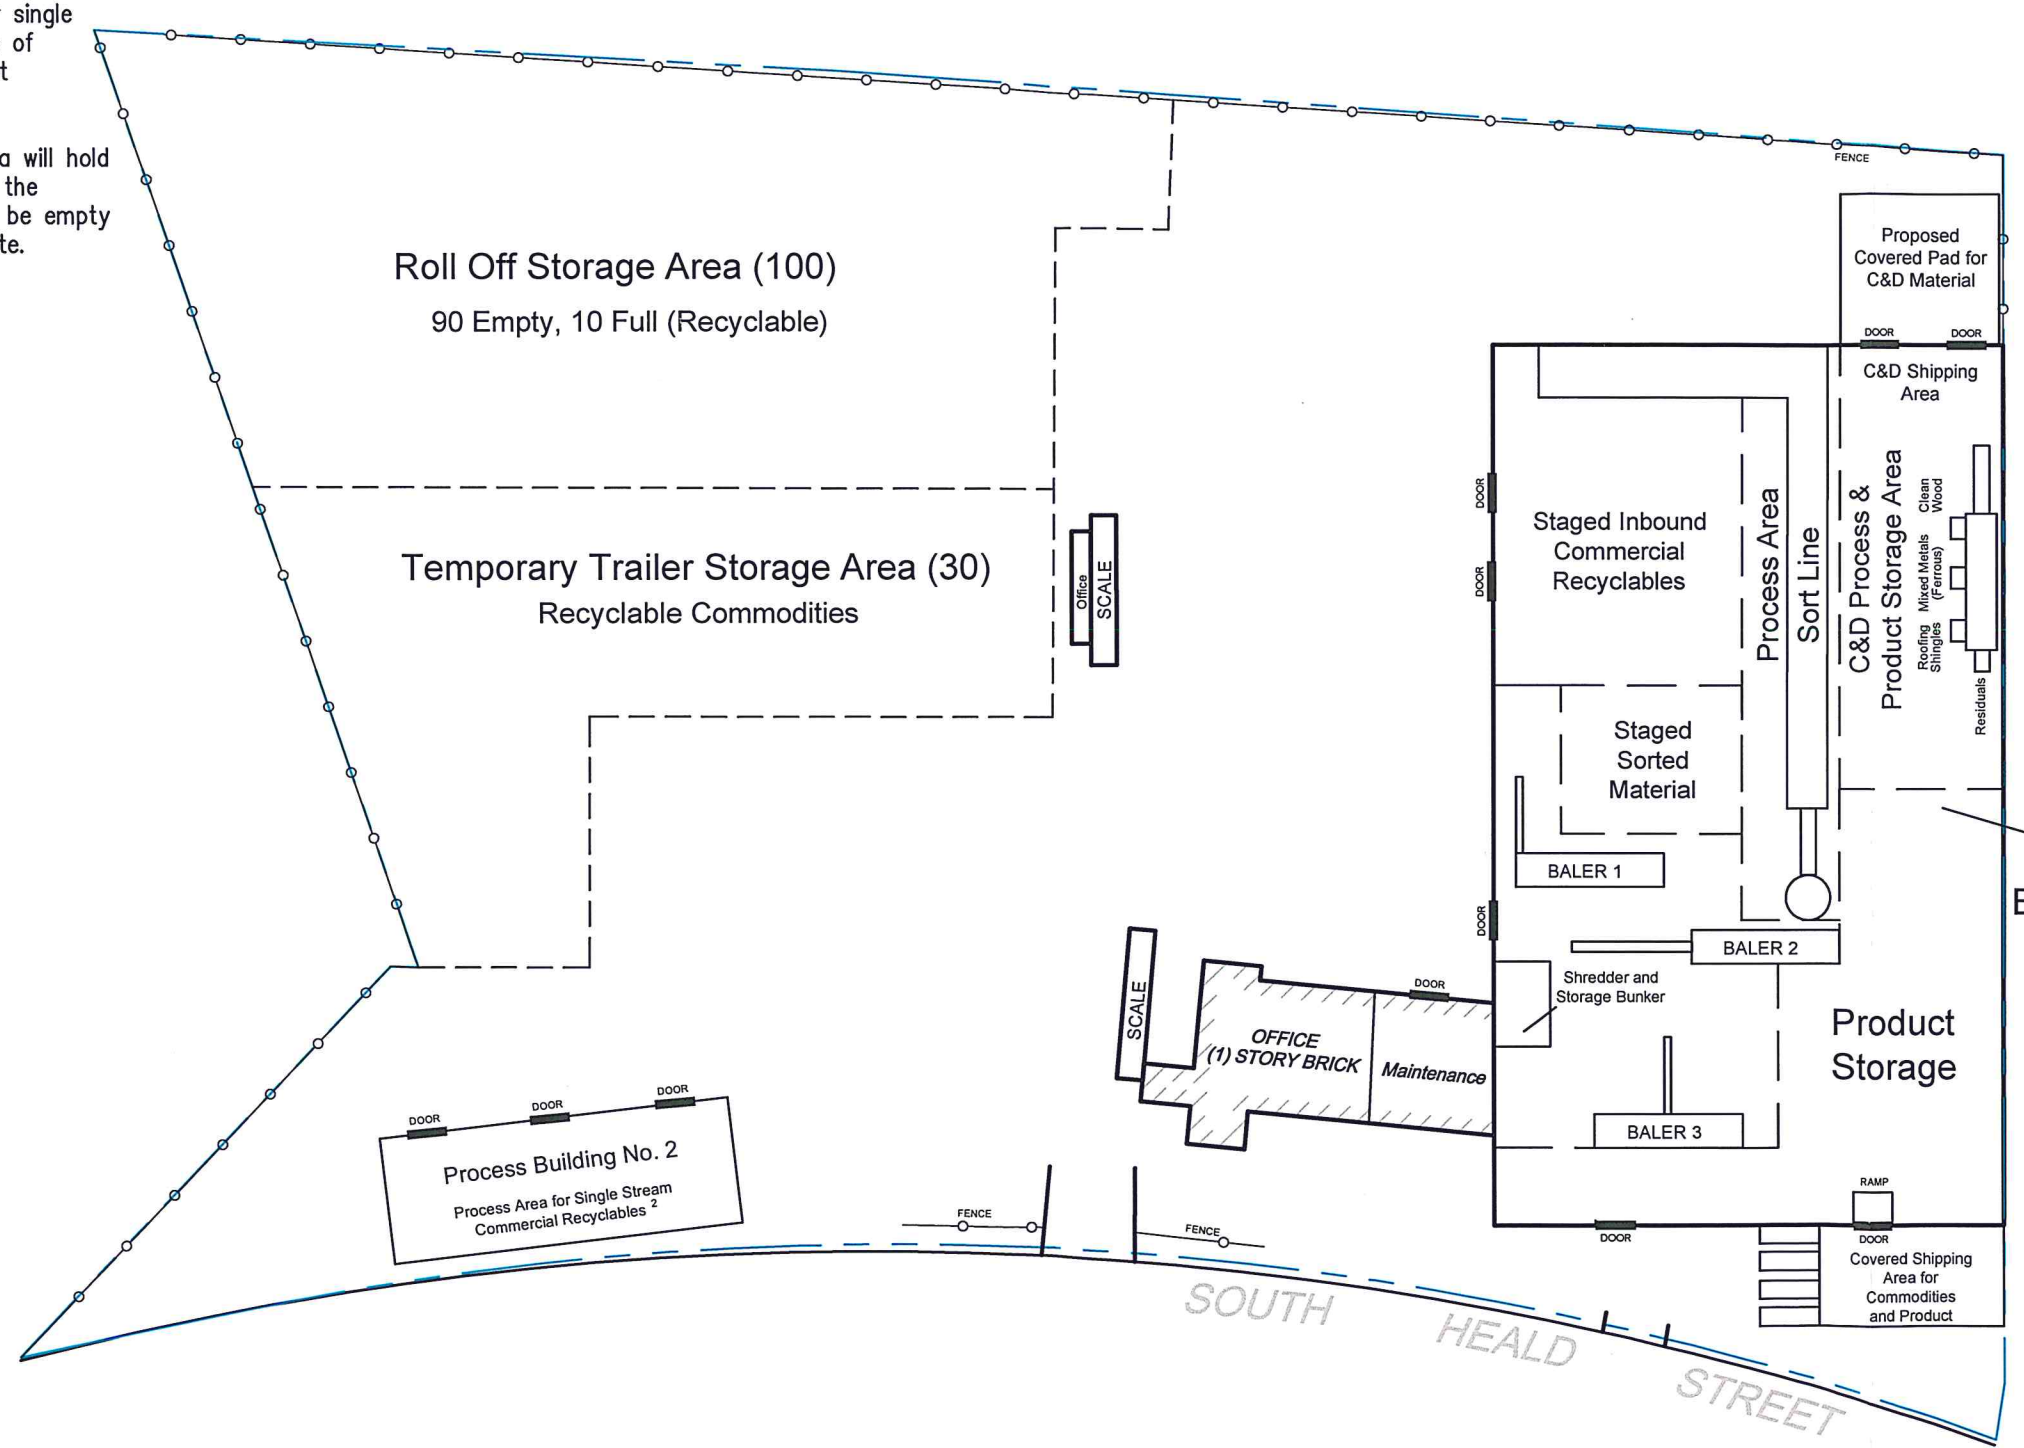 single
of
a will hold
the
be empty
FENCE
Proposed
Covered Pad for
C&D Material
Roll Off Storage Area (100)
90 Empty, 10 Full (Recyclable)
DOOR
DOOR
C&D Shipping
Area
DOOR
DOOR
Staged Inbound
Commercial
Recyclables
Process Area
Sort Line
C&D Process &
Product Storage Area
Clean
Wood
Mixed Metals
(Ferrous)
Roofing
Shingles
Residuals
Temporary Trailer Storage Area (30)
Recyclable Commodities
Office
SCALE
Staged
Sorted
Material
BALER 1
DOOR
BALER 2
SCALE
DOOR
Shredder and
Storage Bunker
OFFICE
(1) STORY BRICK
Maintenance
Product
Storage
BALER 3
DOOR
DOOR
DOOR
Process Building No. 2
Process Area for Single Stream
Commercial Recyclables 2
FENCE
FENCE
RAMP
DOOR
DOOR
Covered Shipping
Area for
Commodities
and Product
SOUTH HEALD STREET